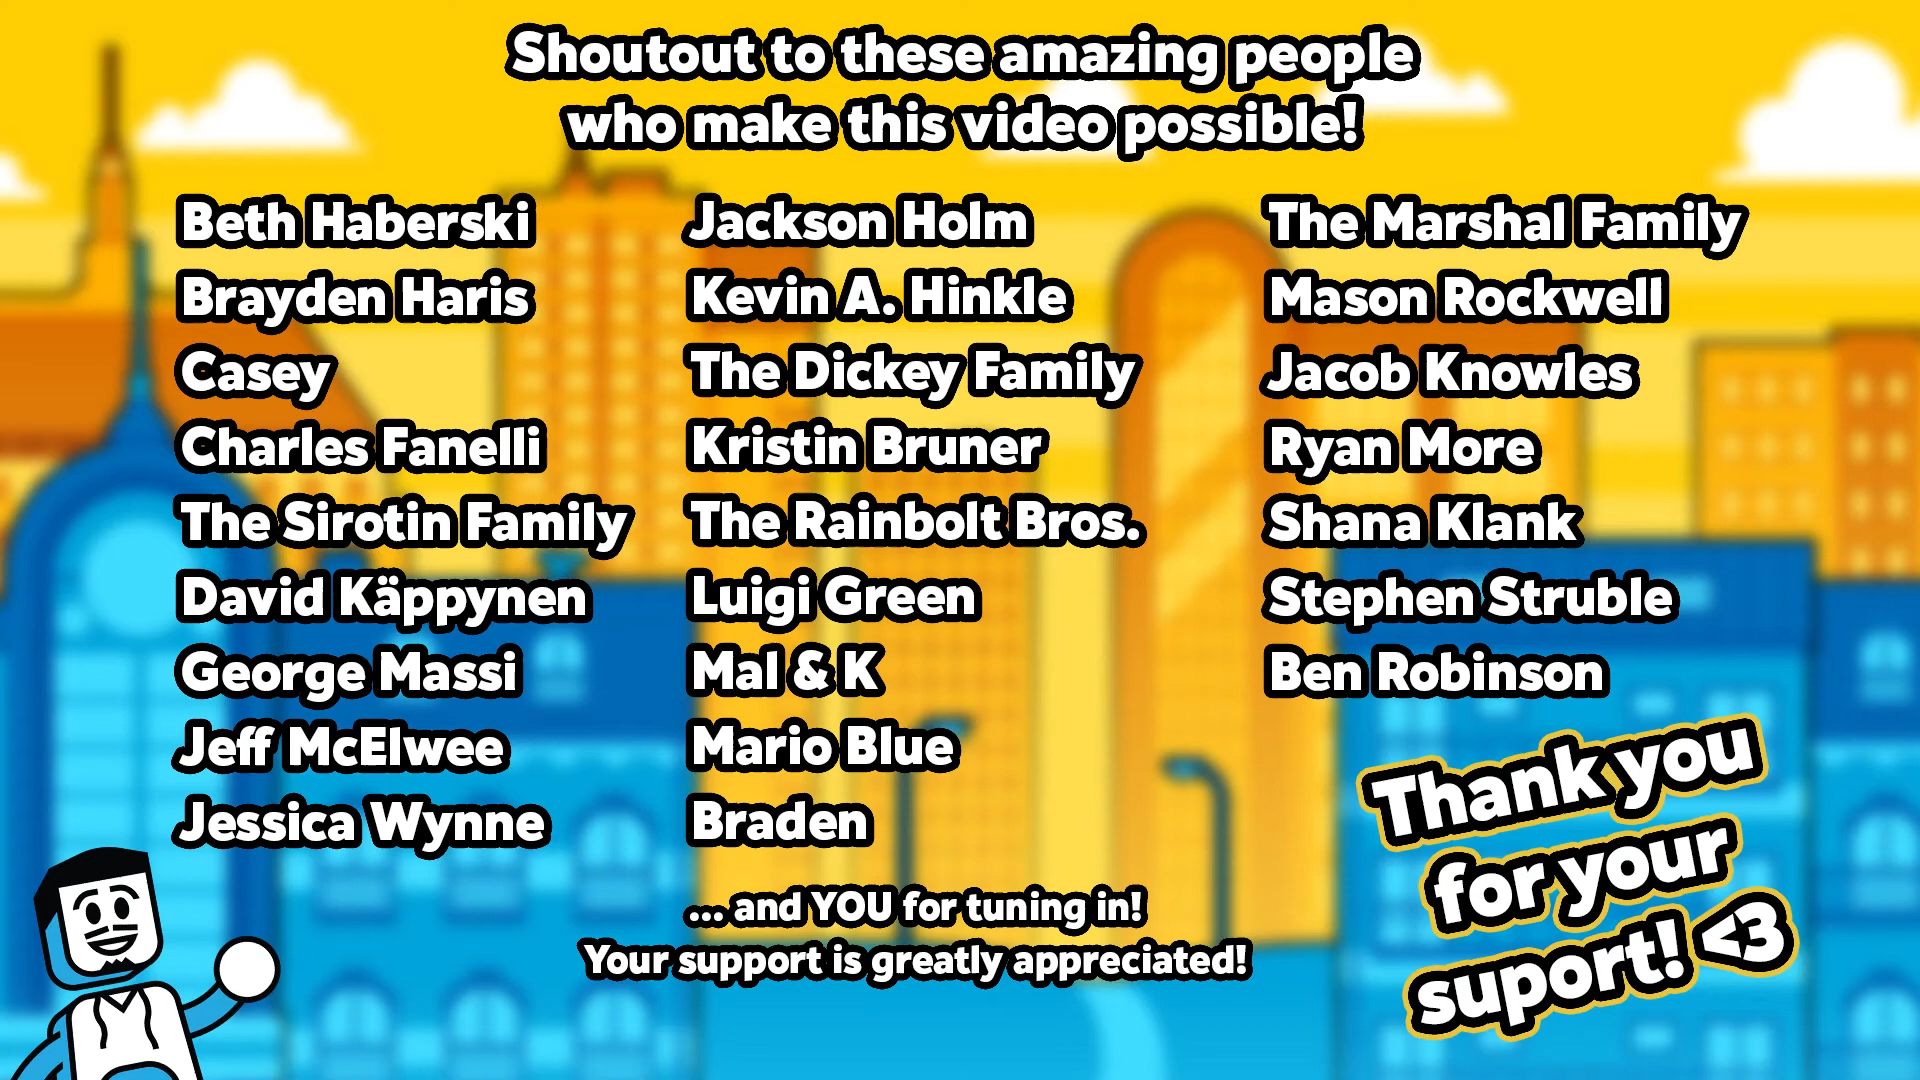 Shoutout to these amazing people
who make this video possible!
Beth Haberski
Brayden Haris
Casey
Charles Fanelli
The Sirotin Family
David Käppynen
George Massi
Jeff McElwee
Jessica Wynne
Jackson Holm
Kevin A. Hinkle
The Dickey Family
Kristin Bruner
The Rainbolt Bros.
Luigi Green
Mal & K
Mario Blue
Braden
The Marshal Family
Mason Rockwell
Jacob Knowles
Ryan More
Shana Klank
Stephen Struble
Ben Robinson
... and YOU for tuning in!
Your support is greatly appreciated!
Thank you
for your
suport! <3